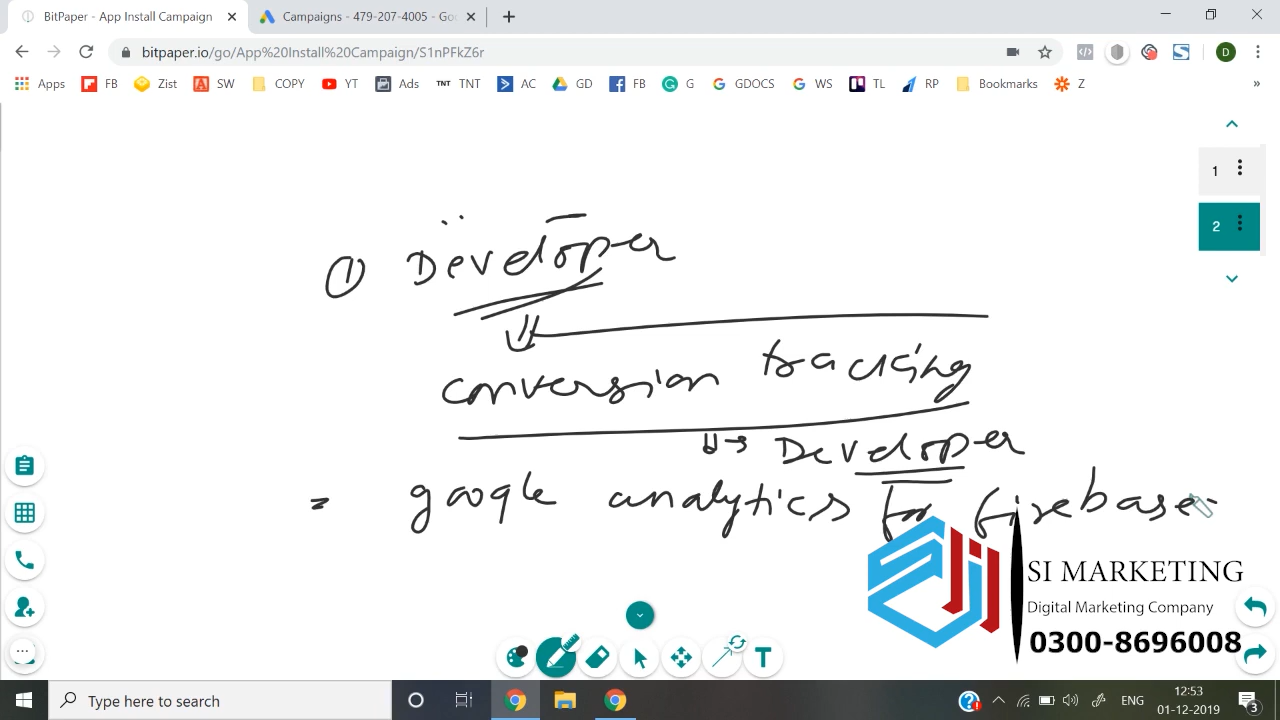 BitPaper - App Install Campaign
Campaigns - 479-207-4005 - Goo
bitpaper.io/go/App%20Install%20Campaign/S1nPFkZ6r
D
Apps FB Zist SW COPY YT Ads TNT TNT AC GD FB G GDOCS WS TL RP Bookmarks Z »
1
2
① Developer
conversion tracking
Developer
= google analytics for firebase
SI MARKETING
Digital Marketing Company
0300-8696008
T
Type here to search
ENG
12:53
01-12-2019
3